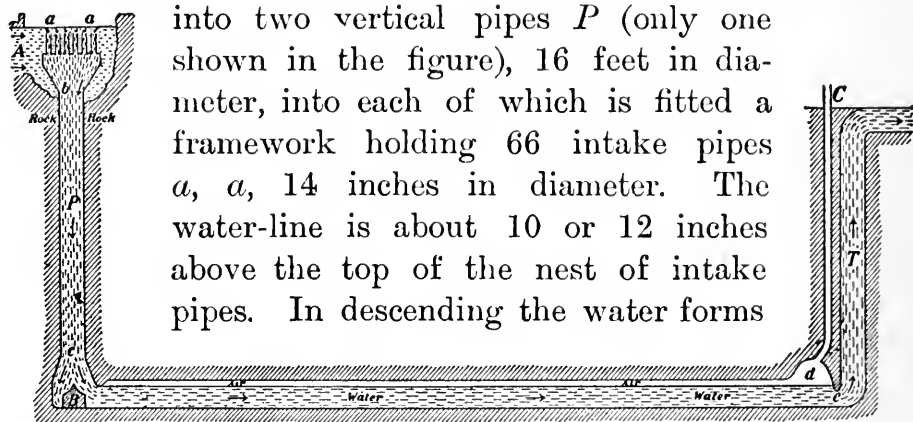 into two vertical pipes P (only one
shown in the figure), 16 feet in dia-
meter, into each of which is fitted a
framework holding 66 intake pipes
a, a, 14 inches in diameter. The
water-line is about 10 or 12 inches
above the top of the nest of intake
pipes. In descending the water forms
a a
A
b
Rock Rock
P
c
B
Air Air
Water Water
C
T
d
e